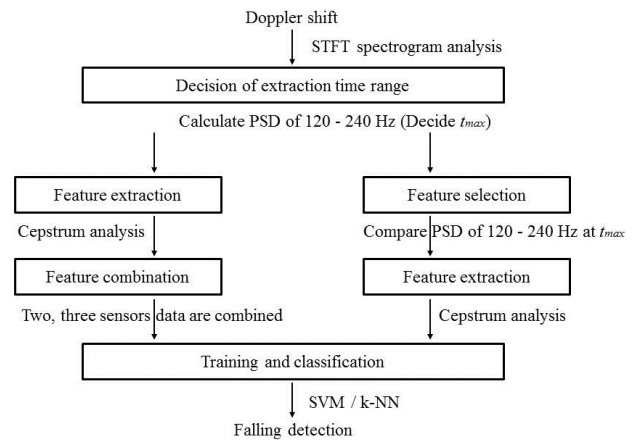 Doppler shift
STFT spectrogram analysis
Decision of extraction time range
Calculate PSD of 120 - 240 Hz (Decide tmax)
Feature extraction
Feature selection
Cepstrum analysis
Compare PSD of 120 - 240 Hz at tmax
Feature combination
Feature extraction
Two, three sensors data are combined
Cepstrum analysis
Training and classification
SVM / k-NN
Falling detection